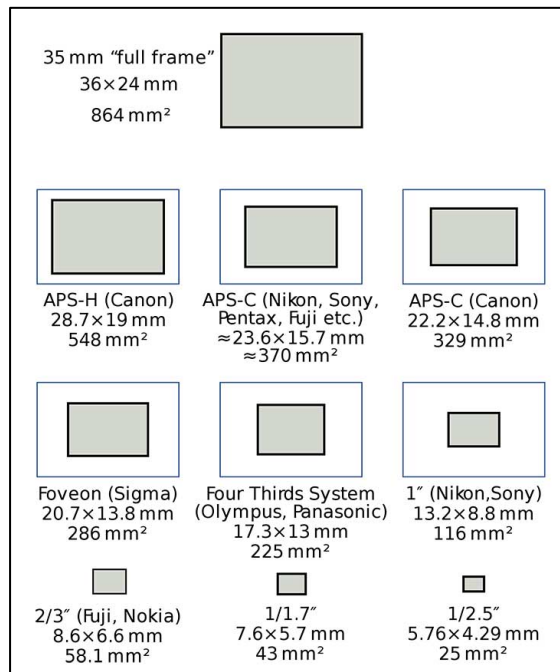 35 mm “full frame”
36×24 mm
864 mm²
APS-H (Canon)
28.7×19 mm
548 mm²
APS-C (Nikon, Sony,
Pentax, Fuji etc.)
≈23.6×15.7 mm
≈370 mm²
APS-C (Canon)
22.2×14.8 mm
329 mm²
Foveon (Sigma)
20.7×13.8 mm
286 mm²
Four Thirds System
(Olympus, Panasonic)
17.3×13 mm
225 mm²
1″ (Nikon,Sony)
13.2×8.8 mm
116 mm²
2/3″ (Fuji, Nokia)
8.6×6.6 mm
58.1 mm²
1/1.7″
7.6×5.7 mm
43 mm²
1/2.5″
5.76×4.29 mm
25 mm²